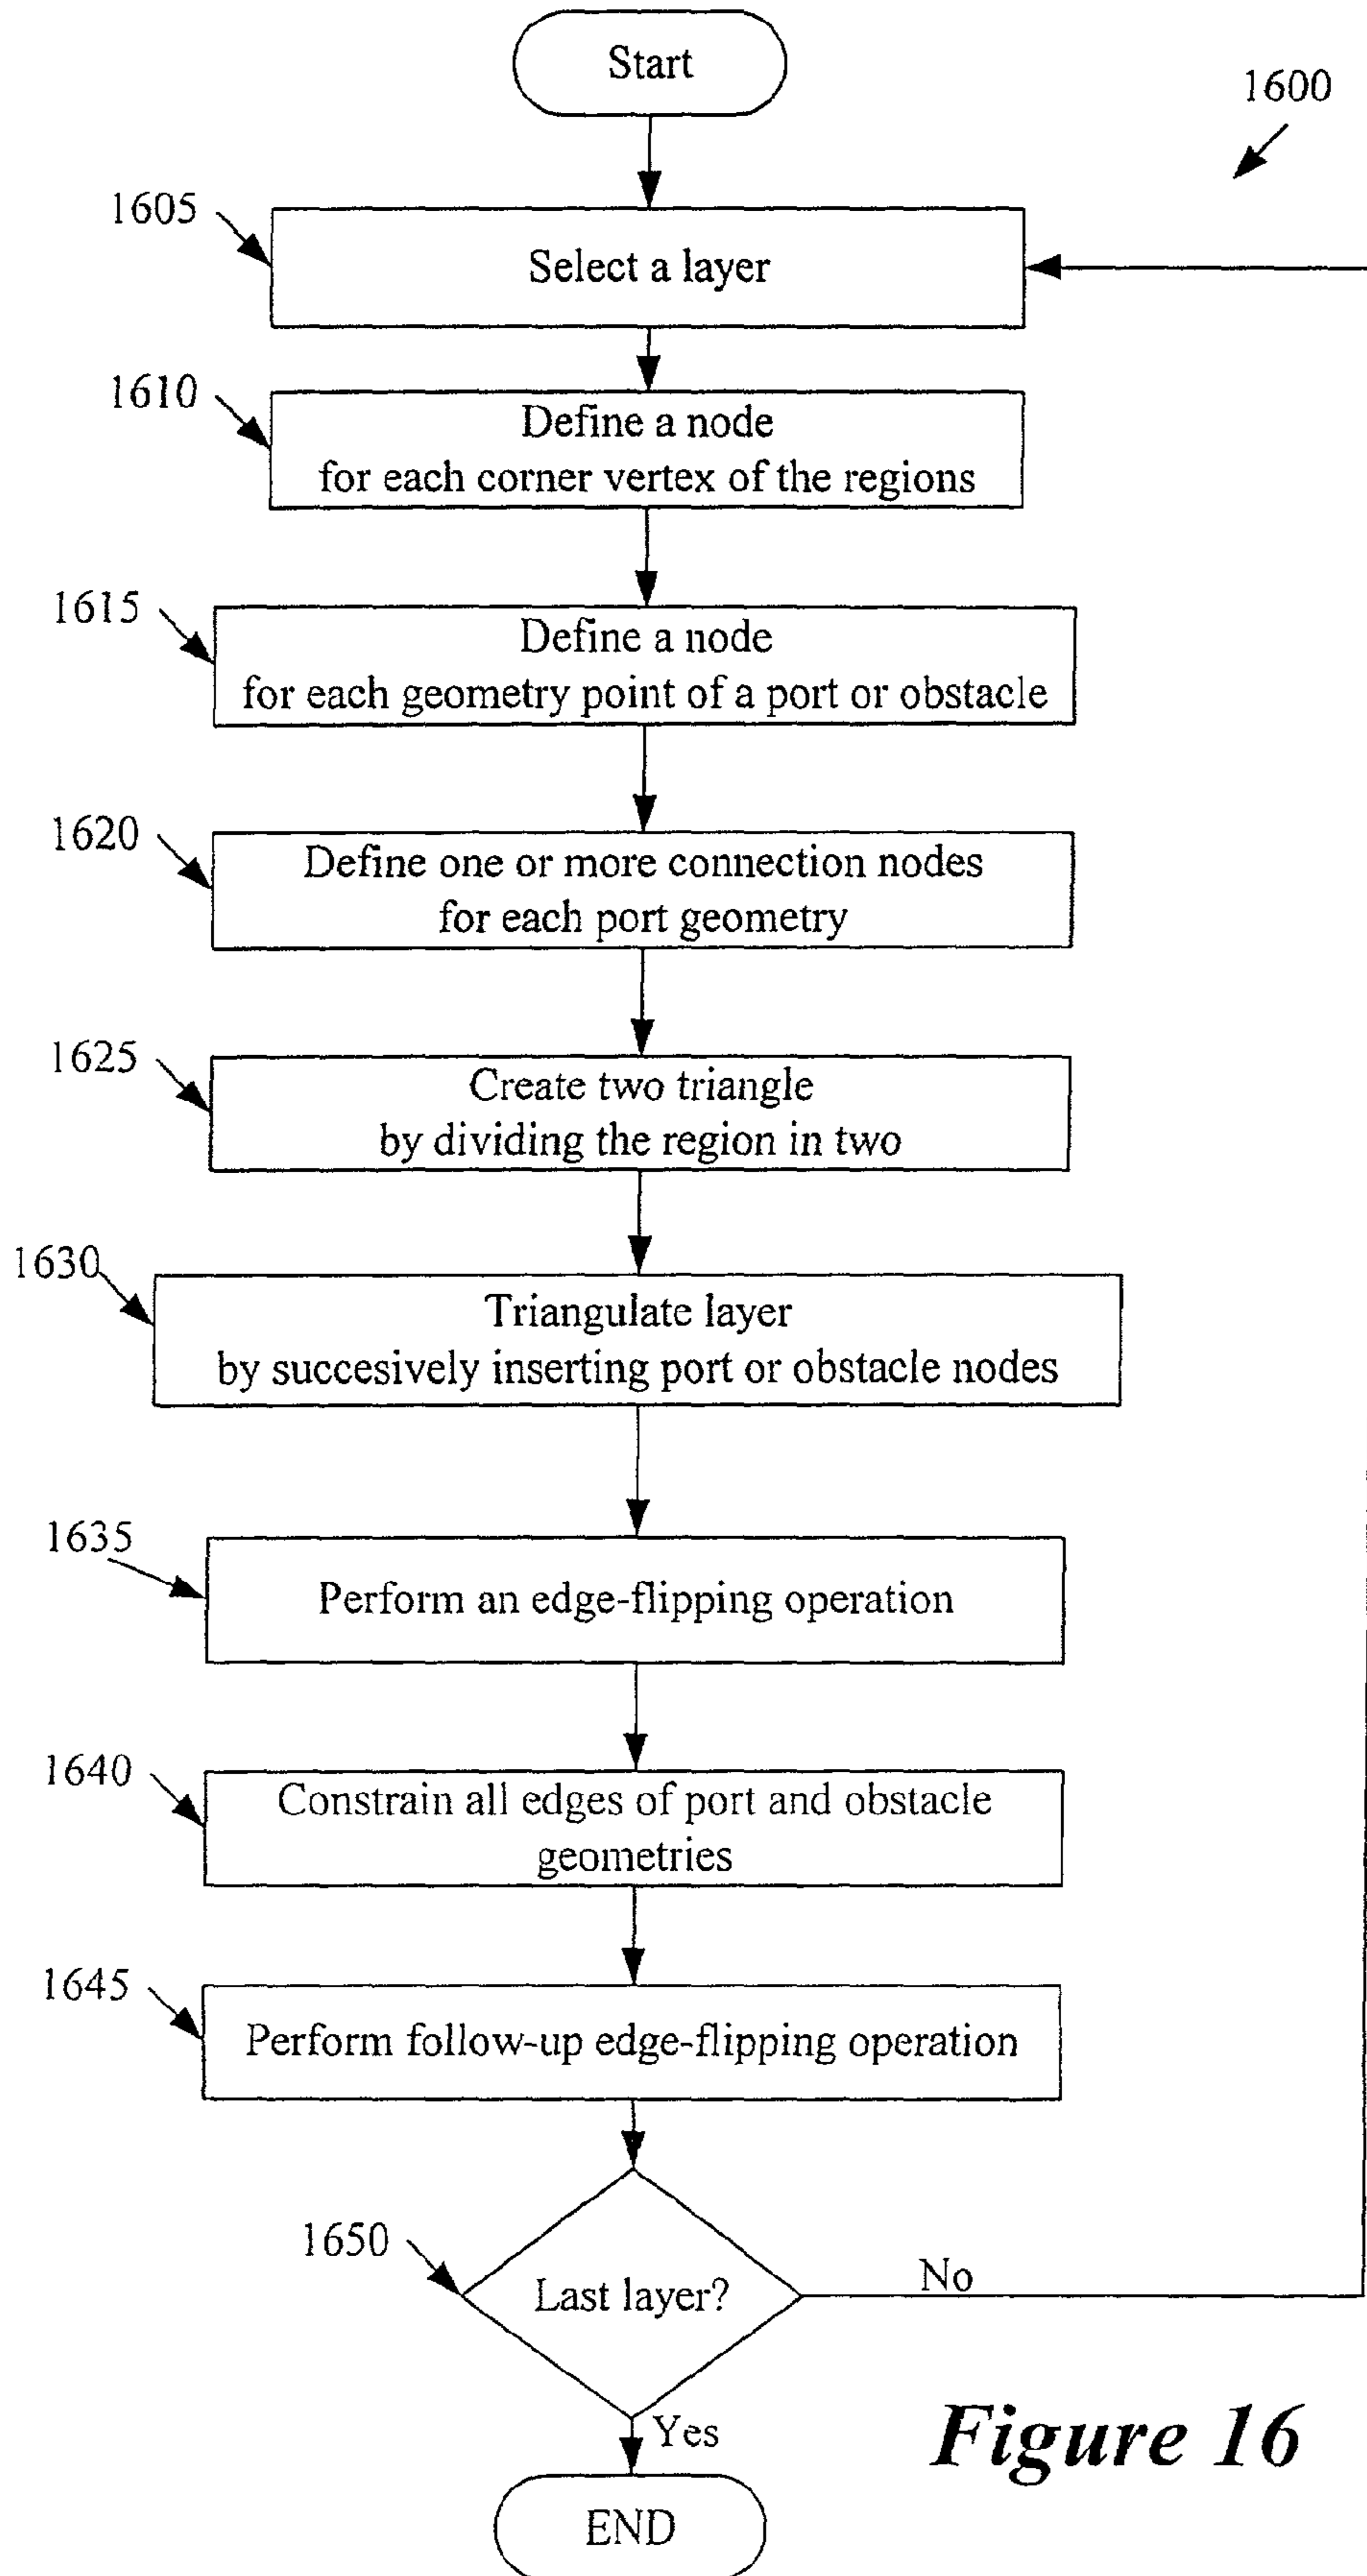 Start
1600
1605
Select a layer
1610
Define a node
for each corner vertex of the regions
1615
Define a node
for each geometry point of a port or obstacle
1620
Define one or more connection nodes
for each port geometry
1625
Create two triangle
by dividing the region in two
1630
Triangulate layer
by succesively inserting port or obstacle nodes
1635
Perform an edge-flipping operation
1640
Constrain all edges of port and obstacle
geometries
1645
Perform follow-up edge-flipping operation
1650
Last layer?
No
Yes
Figure 16
END